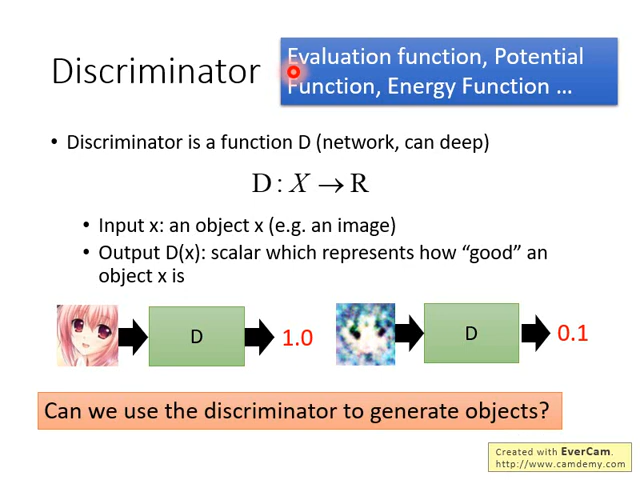 Discriminator
Evaluation function, Potential
Function, Energy Function …
• Discriminator is a function D (network, can deep)
D : X → R
• Input x: an object x (e.g. an image)
• Output D(x): scalar which represents how “good” an
object x is
D
1.0
D
0.1
Can we use the discriminator to generate objects?
Created with EverCam.
http://www.camdemy.com